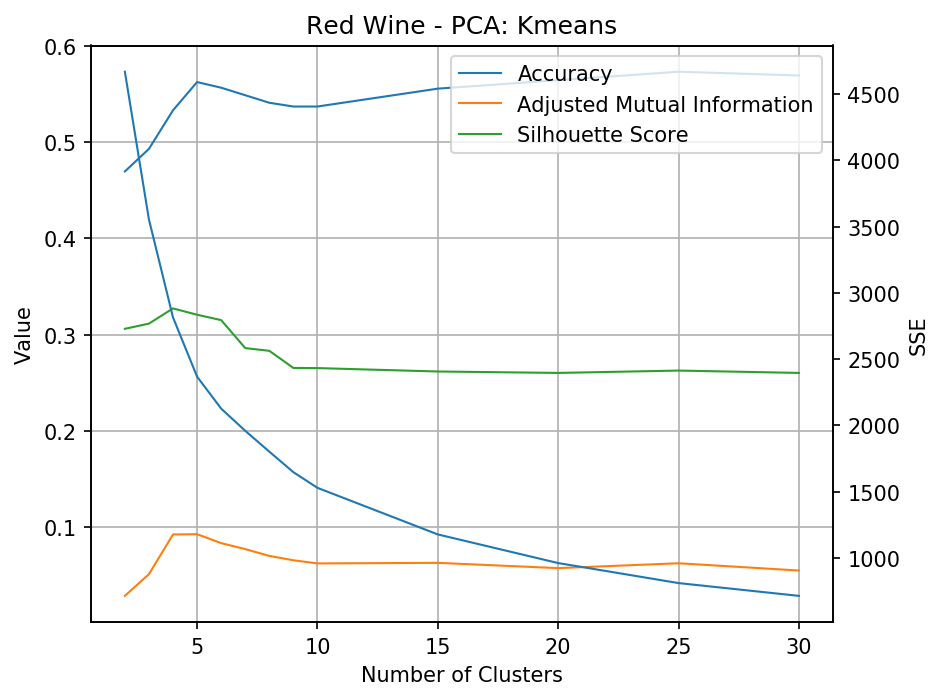 Red Wine - PCA: Kmeans
Accuracy
Adjusted Mutual Information
Silhouette Score
Value
0.6
0.5
0.4
0.3
0.2
0.1
SSE
4500
4000
3500
3000
2500
2000
1500
1000
5 10 15 20 25 30
Number of Clusters